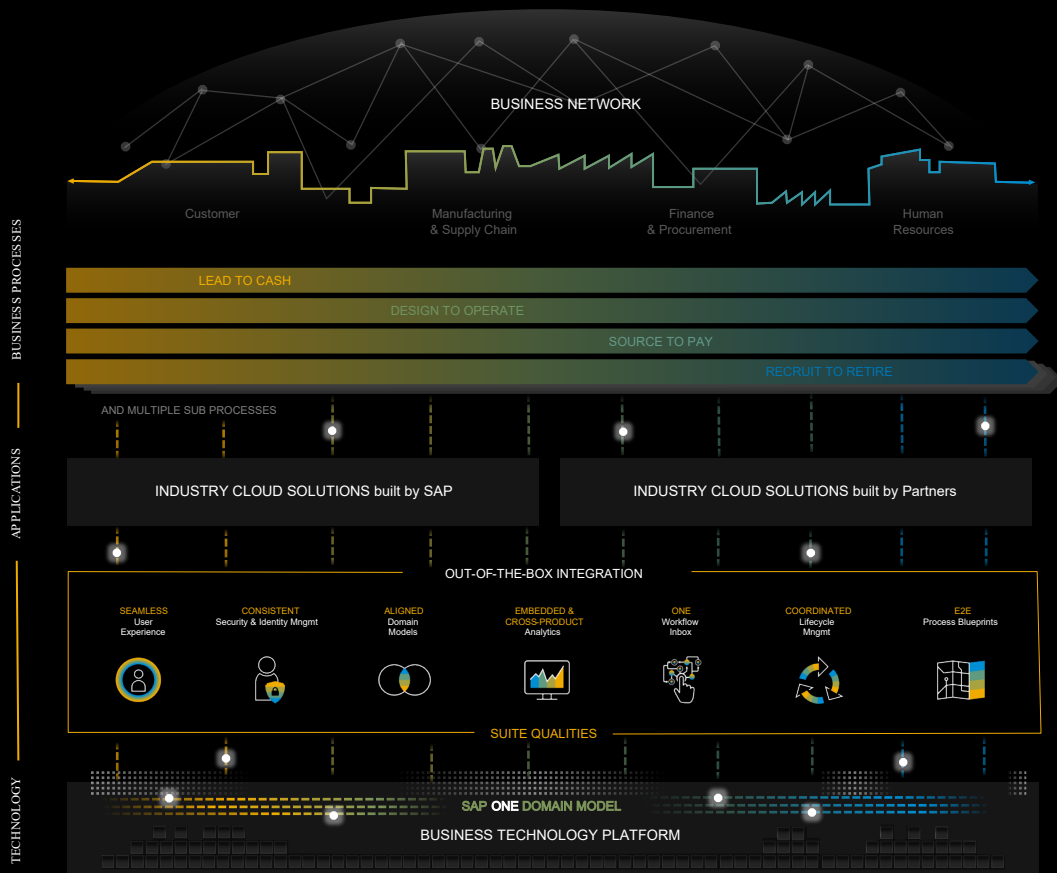 BUSINESS NETWORK
Customer
Manufacturing
& Supply Chain
Finance
& Procurement
Human
Resources
BUSINESS PROCESSES
LEAD TO CASH
DESIGN TO OPERATE
SOURCE TO PAY
RECRUIT TO RETIRE
AND MULTIPLE SUB PROCESSES
APPLICATIONS
INDUSTRY CLOUD SOLUTIONS built by SAP
INDUSTRY CLOUD SOLUTIONS built by Partners
OUT-OF-THE-BOX INTEGRATION
SEAMLESS
User
Experience
CONSISTENT
Security & Identity Mngmt
ALIGNED
Domain
Models
EMBEDDED &
CROSS-PRODUCT
Analytics
ONE
Workflow
Inbox
COORDINATED
Lifecycle
Mngmt
E2E
Process Blueprints
SUITE QUALITIES
TECHNOLOGY
SAP ONE DOMAIN MODEL
BUSINESS TECHNOLOGY PLATFORM